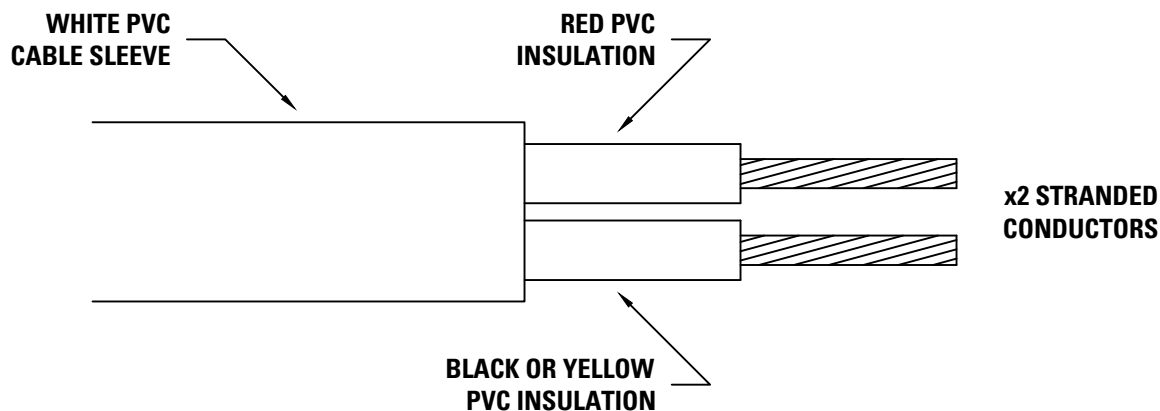 WHITE PVC
CABLE SLEEVE
RED PVC
INSULATION
x2 STRANDED
CONDUCTORS
BLACK OR YELLOW
PVC INSULATION